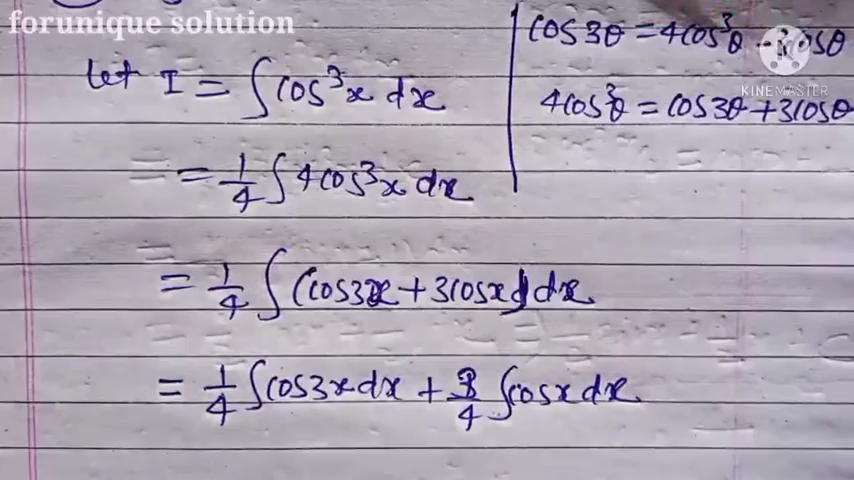 forunique solution
Let I = ∫ cos³x dx
= 1/4 ∫ 4cos³x dx
= 1/4 ∫ (cos3x + 3cosx) dx
= 1/4 ∫ cos3x dx + 3/4 ∫ cosx dx
cos3θ = 4cos³θ - 3cosθ
KINEMASTER
4cos³θ = cos3θ + 3cosθ